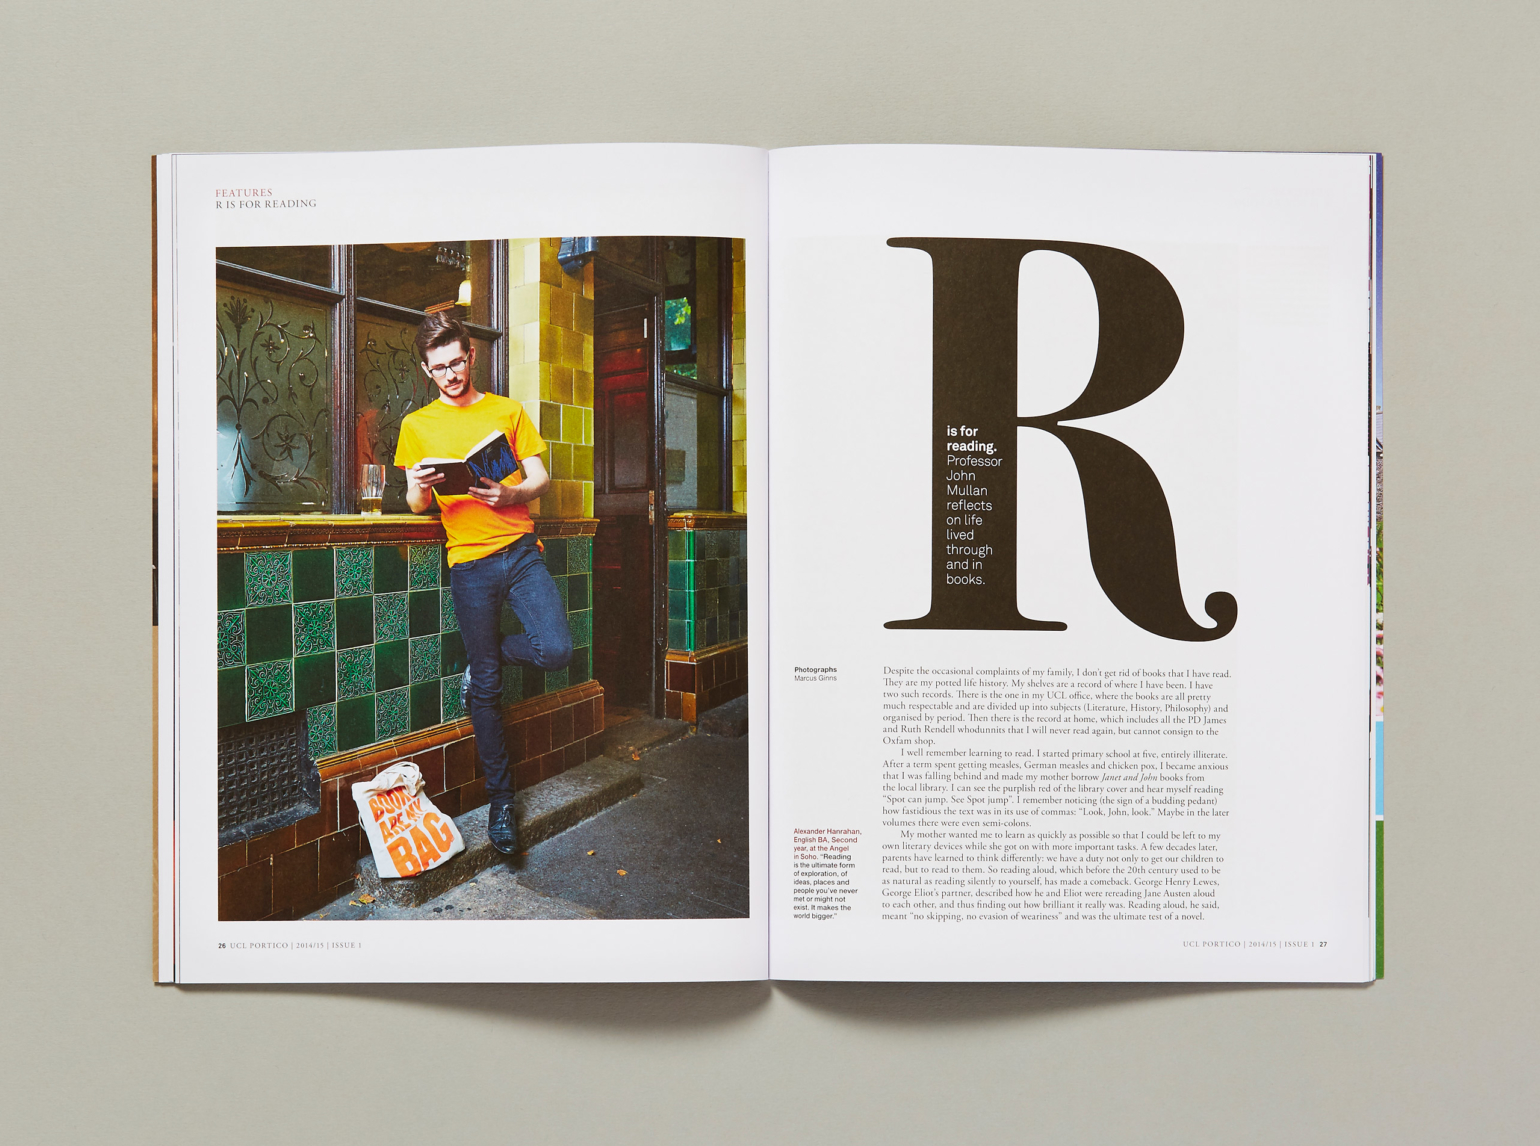 FEATURES
R IS FOR READING
BOOKS
ARE MY
BAG
26 UCL PORTICO | 2014/15 | ISSUE 1
R
is for
reading.
Professor
John
Mullan
reflects
on life
lived
through
and in
books.
Photographs
Marcus Ginns
Alexander Hanrahan,
English BA, Second
year, at the Angel
in Soho. “Reading
is the ultimate form
of exploration, of
ideas, places and
people you’ve never
met or might not
exist. It makes the
world bigger.”
Despite the occasional complaints of my family, I don’t get rid of books that I have read.
They are my potted life history. My shelves are a record of where I have been. I have
two such records. There is the one in my UCL office, where the books are all pretty
much respectable and are divided up into subjects (Literature, History, Philosophy) and
organised by period. Then there is the record at home, which includes all the PD James
and Ruth Rendell whodunnits that I will never read again, but cannot consign to the
Oxfam shop.
I well remember learning to read. I started primary school at five, entirely illiterate.
After a term spent getting measles, German measles and chicken pox, I became anxious
that I was falling behind and made my mother borrow Janet and John books from
the local library. I can see the purplish red of the library cover and hear myself reading
“Spot can jump. See Spot jump”. I remember noticing (the sign of a budding pedant)
how fastidious the text was in its use of commas: “Look, John, look.” Maybe in the later
volumes there were even semi-colons.
My mother wanted me to learn as quickly as possible so that I could be left to my
own literary devices while she got on with more important tasks. A few decades later,
parents have learned to think differently: we have a duty not only to get our children to
read, but to read to them. So reading aloud, which before the 20th century used to be
as natural as reading silently to yourself, has made a comeback. George Henry Lewes,
George Eliot’s partner, described how he and Eliot were rereading Jane Austen aloud
to each other, and thus finding out how brilliant it really was. Reading aloud, he said,
meant “no skipping, no evasion of weariness” and was the ultimate test of a novel.
UCL PORTICO | 2014/15 | ISSUE 1 27